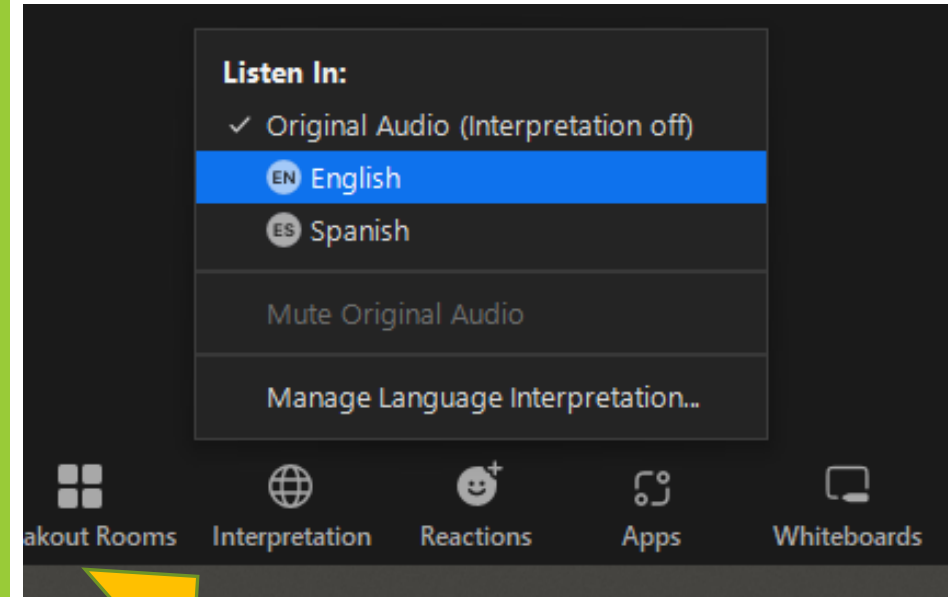 Listen In:
✓ Original Audio (Interpretation off)
EN English
ES Spanish
Mute Original Audio
Manage Language Interpretation...
akout Rooms Interpretation Reactions Apps Whiteboards